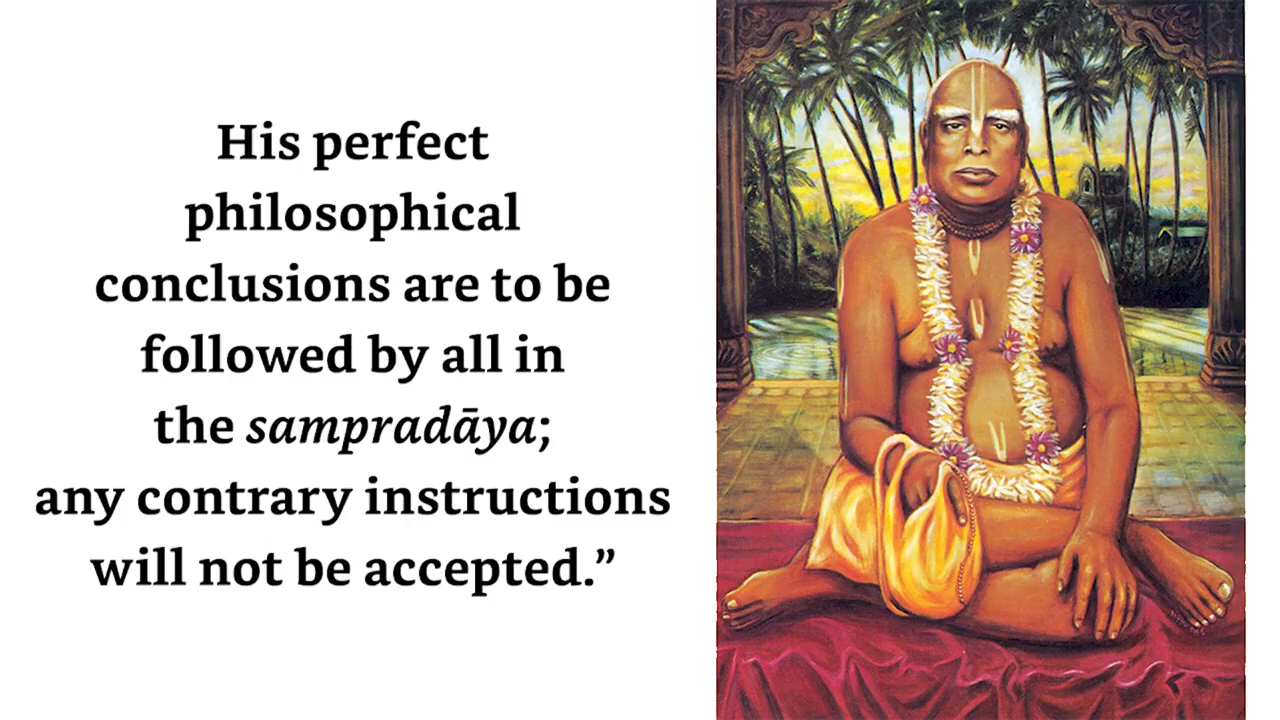 His perfect
philosophical
conclusions are to be
followed by all in
the sampradāya;
any contrary instructions
will not be accepted.”